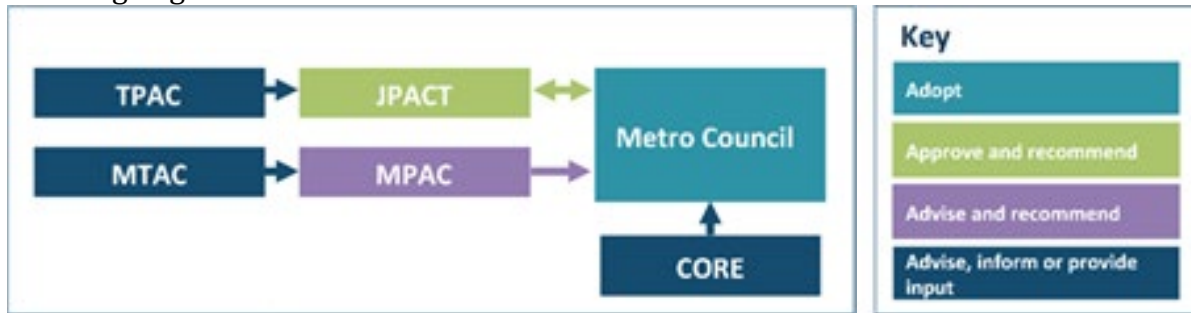 TPAC
JPACT
Metro Council
MTAC
MPAC
CORE
Key
Adopt
Approve and recommend
Advise and recommend
Advise, inform or provide
input